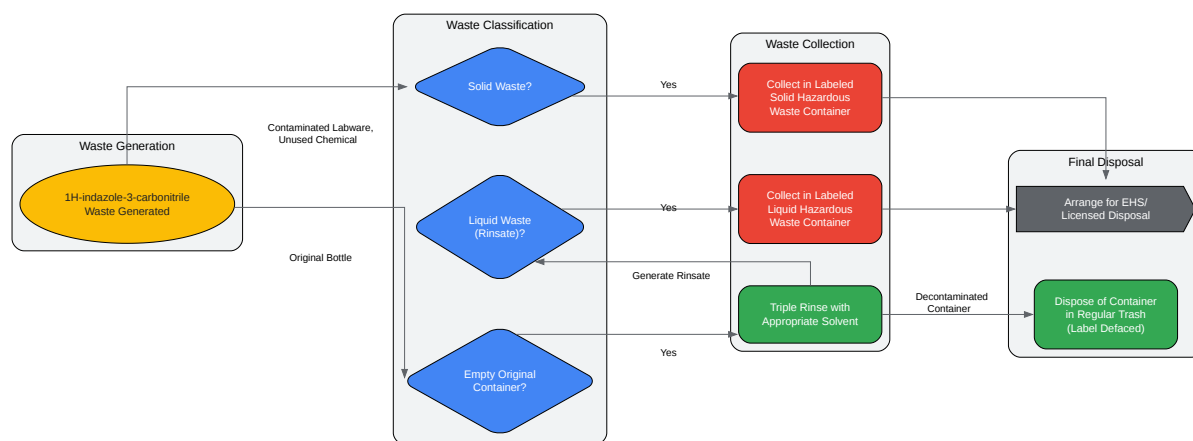 Waste Generation
1H-indazole-3-carbonitrile
Waste Generated
Contaminated Labware,
Unused Chemical
Original Bottle
Waste Classification
Solid Waste?
Liquid Waste
(Rinsate)?
Empty Original
Container?
Yes
Yes
Generate Rinsate
Yes
Waste Collection
Collect in Labeled
Solid Hazardous
Waste Container
Collect in Labeled
Liquid Hazardous
Waste Container
Triple Rinse with
Appropriate Solvent
Decontaminated
Container
Final Disposal
Arrange for EHS/
Licensed Disposal
Dispose of Container
in Regular Trash
(Label Defaced)